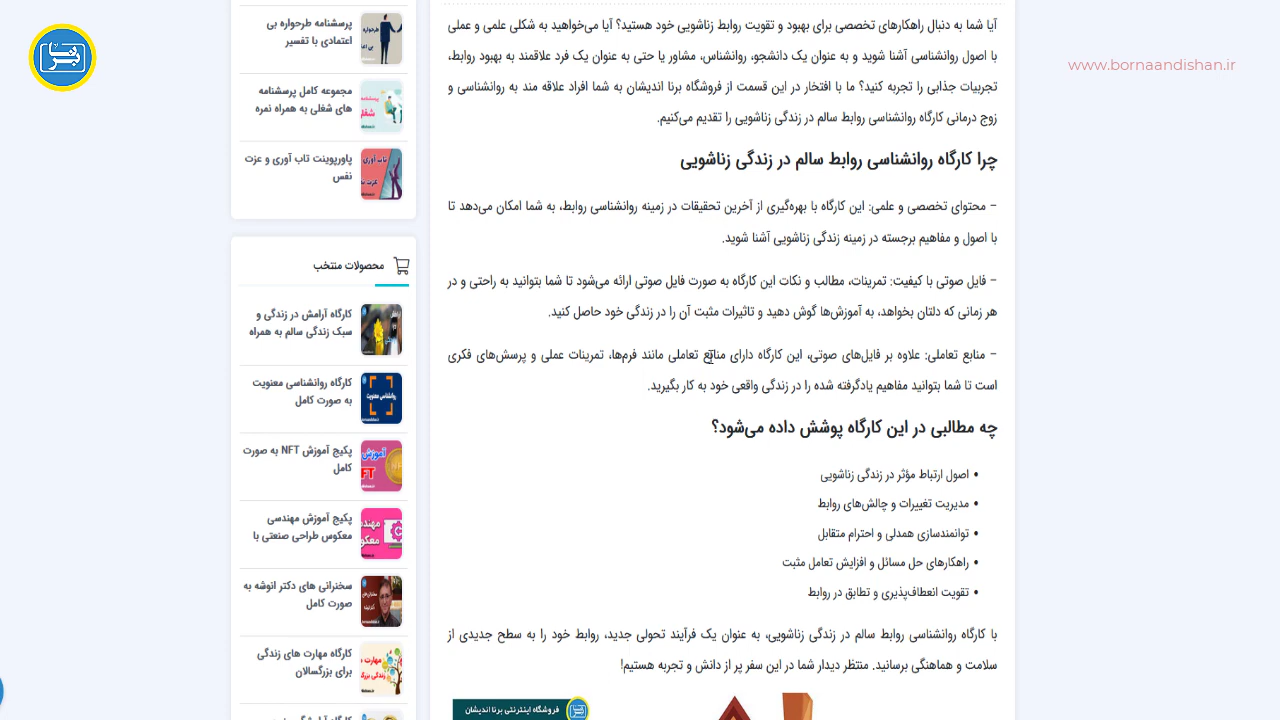 www.bornaandishan.ir
آیا شما به دنبال راهکارهای تخصصی برای بهبود و تقویت روابط زناشویی خود هستید؟ آیا می‌خواهید به شکلی علمی و عملی
با اصول روانشناسی آشنا شوید و به عنوان یک دانشجو، روانشناس، مشاور یا حتی به عنوان یک فرد علاقمند به بهبود روابط،
تجربیات جذابی را تجربه کنید؟ ما با افتخار در این قسمت از فروشگاه برنا اندیشان به شما افراد علاقه مند به روانشناسی و
زوج درمانی کارگاه روانشناسی روابط سالم در زندگی زناشویی را تقدیم می‌کنیم.
چرا کارگاه روانشناسی روابط سالم در زندگی زناشویی
– محتوای تخصصی و علمی: این کارگاه با بهره‌گیری از آخرین تحقیقات در زمینه روانشناسی روابط، به شما امکان می‌دهد تا
با اصول و مفاهیم برجسته در زمینه زندگی زناشویی آشنا شوید.
– فایل صوتی با کیفیت: تمرینات، مطالب و نکات این کارگاه به صورت فایل صوتی ارائه می‌شود تا شما بتوانید به راحتی و در
هر زمانی که دلتان بخواهد، به آموزش‌ها گوش دهید و تاثیرات مثبت آن را در زندگی خود حاصل کنید.
– منابع تعاملی: علاوه بر فایل‌های صوتی، این کارگاه دارای منابع تعاملی مانند فرم‌ها، تمرینات عملی و پرسش‌های فکری
است تا شما بتوانید مفاهیم یادگرفته شده را در زندگی واقعی خود به کار بگیرید.
چه مطالبی در این کارگاه پوشش داده می‌شود؟
• اصول ارتباط مؤثر در زندگی زناشویی
• مدیریت تغییرات و چالش‌های روابط
• توانمندسازی همدلی و احترام متقابل
• راهکارهای حل مسائل و افزایش تعامل مثبت
• تقویت انعطاف‌پذیری و تطابق در روابط
با کارگاه روانشناسی روابط سالم در زندگی زناشویی، به عنوان یک فرآیند تحولی جدید، روابط خود را به سطح جدیدی از
سلامت و هماهنگی برسانید. منتظر دیدار شما در این سفر پر از دانش و تجربه هستیم!
فروشگاه اینترنتی برنا اندیشان
پرسشنامه طرحواره بی
اعتمادی با تفسیر
مجموعه کامل پرسشنامه
های شغلی به همراه نمره
پاورپوینت تاب آوری و عزت
نفس
محصولات منتخب
کارگاه آرامش در زندگی و
سبک زندگی سالم به همراه
کارگاه روانشناسی معنویت
به صورت کامل
پکیج آموزش NFT به صورت
کامل
پکیج آموزش مهندسی
معکوس طراحی صنعتی با
سخنرانی های دکتر انوشه به
صورت کامل
کارگاه مهارت های زندگی
برای بزرگسالان